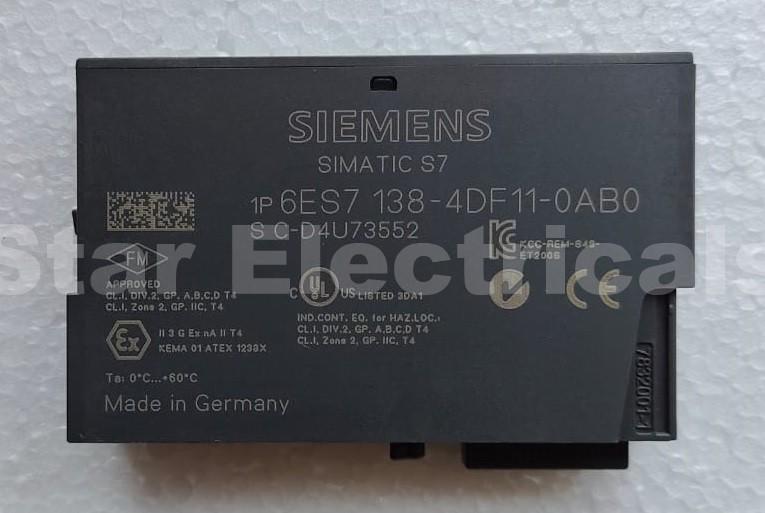 SIEMENS
SIMATIC S7
1P 6ES7 138-4DF11-0AB0
S C-D4U73552
KCC-REM-S49-
ET200S
Star Electricals
FM
APPROVED
CL.I, DIV.2, GP. A,B,C,D T4
CL.I, Zone 2, GP. IIC, T4
C UL US LISTED 3DA1
IND.CONT. EQ. for HAZ.LOC.:
CL.I, DIV.2, GP. A,B,C,D T4
CL.I, Zone 2, GP. IIC, T4
CE
Ex
II 3 G Ex nA II T4
KEMA 01 ATEX 1238X
Ta: 0°C...+60°C
Made in Germany